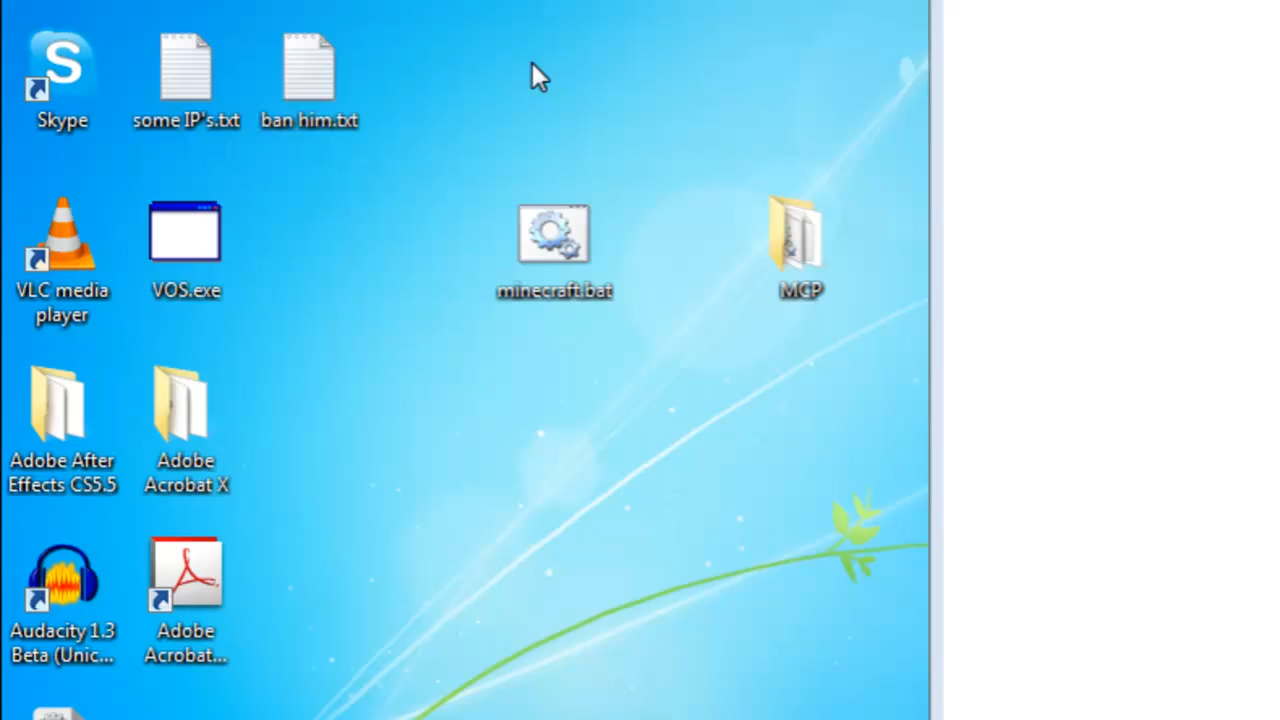 Skype
some IP's.txt
ban him.txt
VLC media
player
VOS.exe
minecraft.bat
MCP
Adobe After
Effects CS5.5
Adobe
Acrobat X
Audacity 1.3
Beta (Unic...
Adobe
Acrobat...